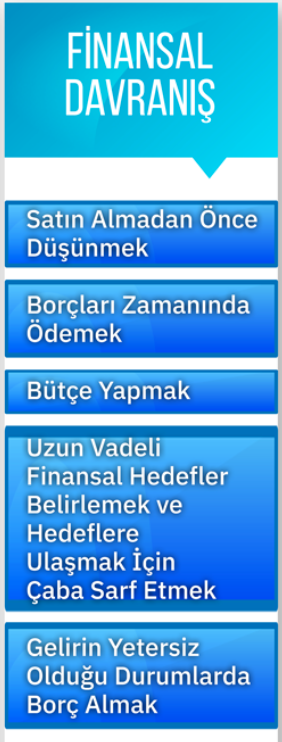 FİNANSAL
DAVRANIŞ
Satın Almadan Önce
Düşünmek
Borçları Zamanında
Ödemek
Bütçe Yapmak
Uzun Vadeli
Finansal Hedefler
Belirlemek ve
Hedeflere
Ulaşmak İçin
Çaba Sarf Etmek
Gelirin Yetersiz
Olduğu Durumlarda
Borç Almak